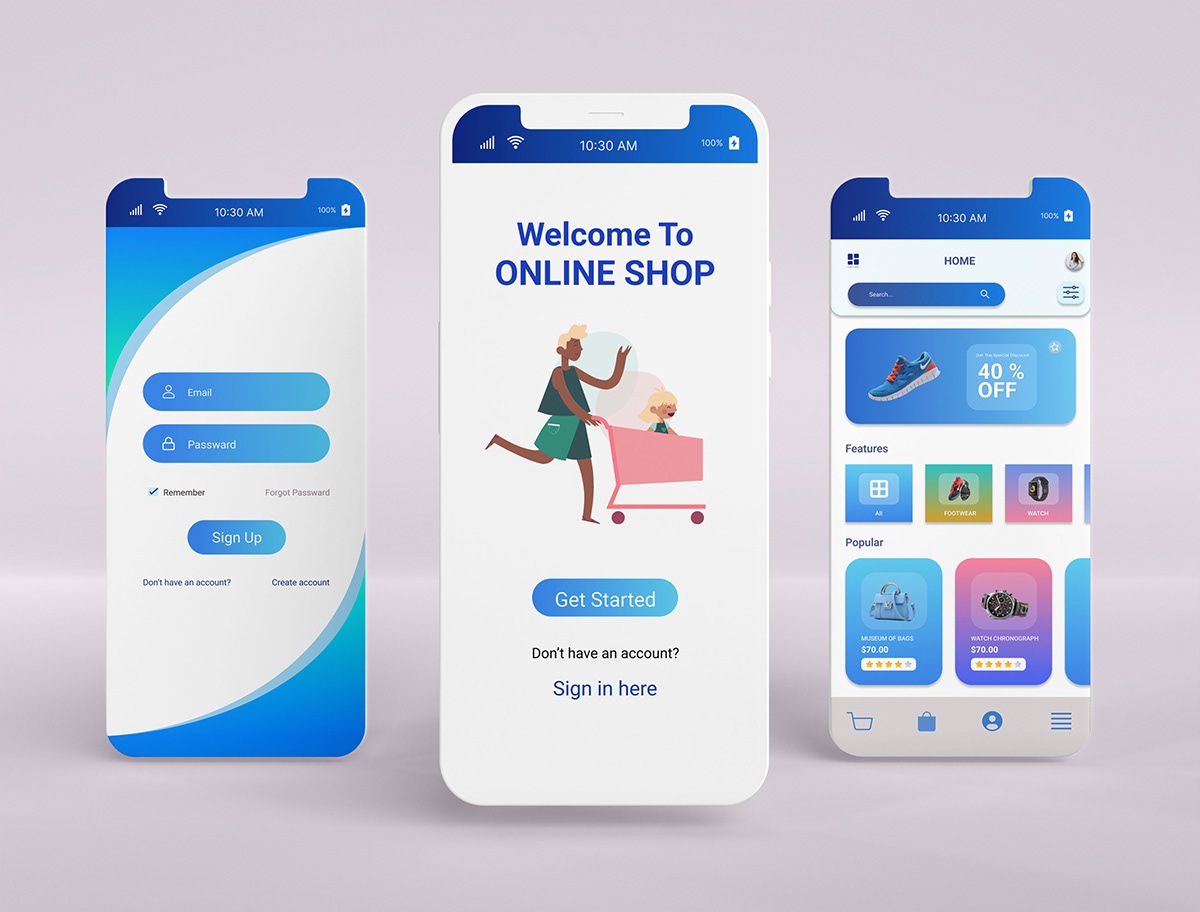 10:30 AM
100%
Email
Password
Remember
Forgot Passward
Sign Up
Don't have an account?
Create account
10:30 AM
100%
Welcome To
ONLINE SHOP
Get Started
Don't have an account?
Sign in here
10:30 AM
100%
HOME
Search...
Get The Special Discount
40 %
OFF
Features
All
FOOTWEAR
WATCH
Popular
MUSEUM OF BAGS
$70.00
WATCH CHRONOGRAPH
$70.00